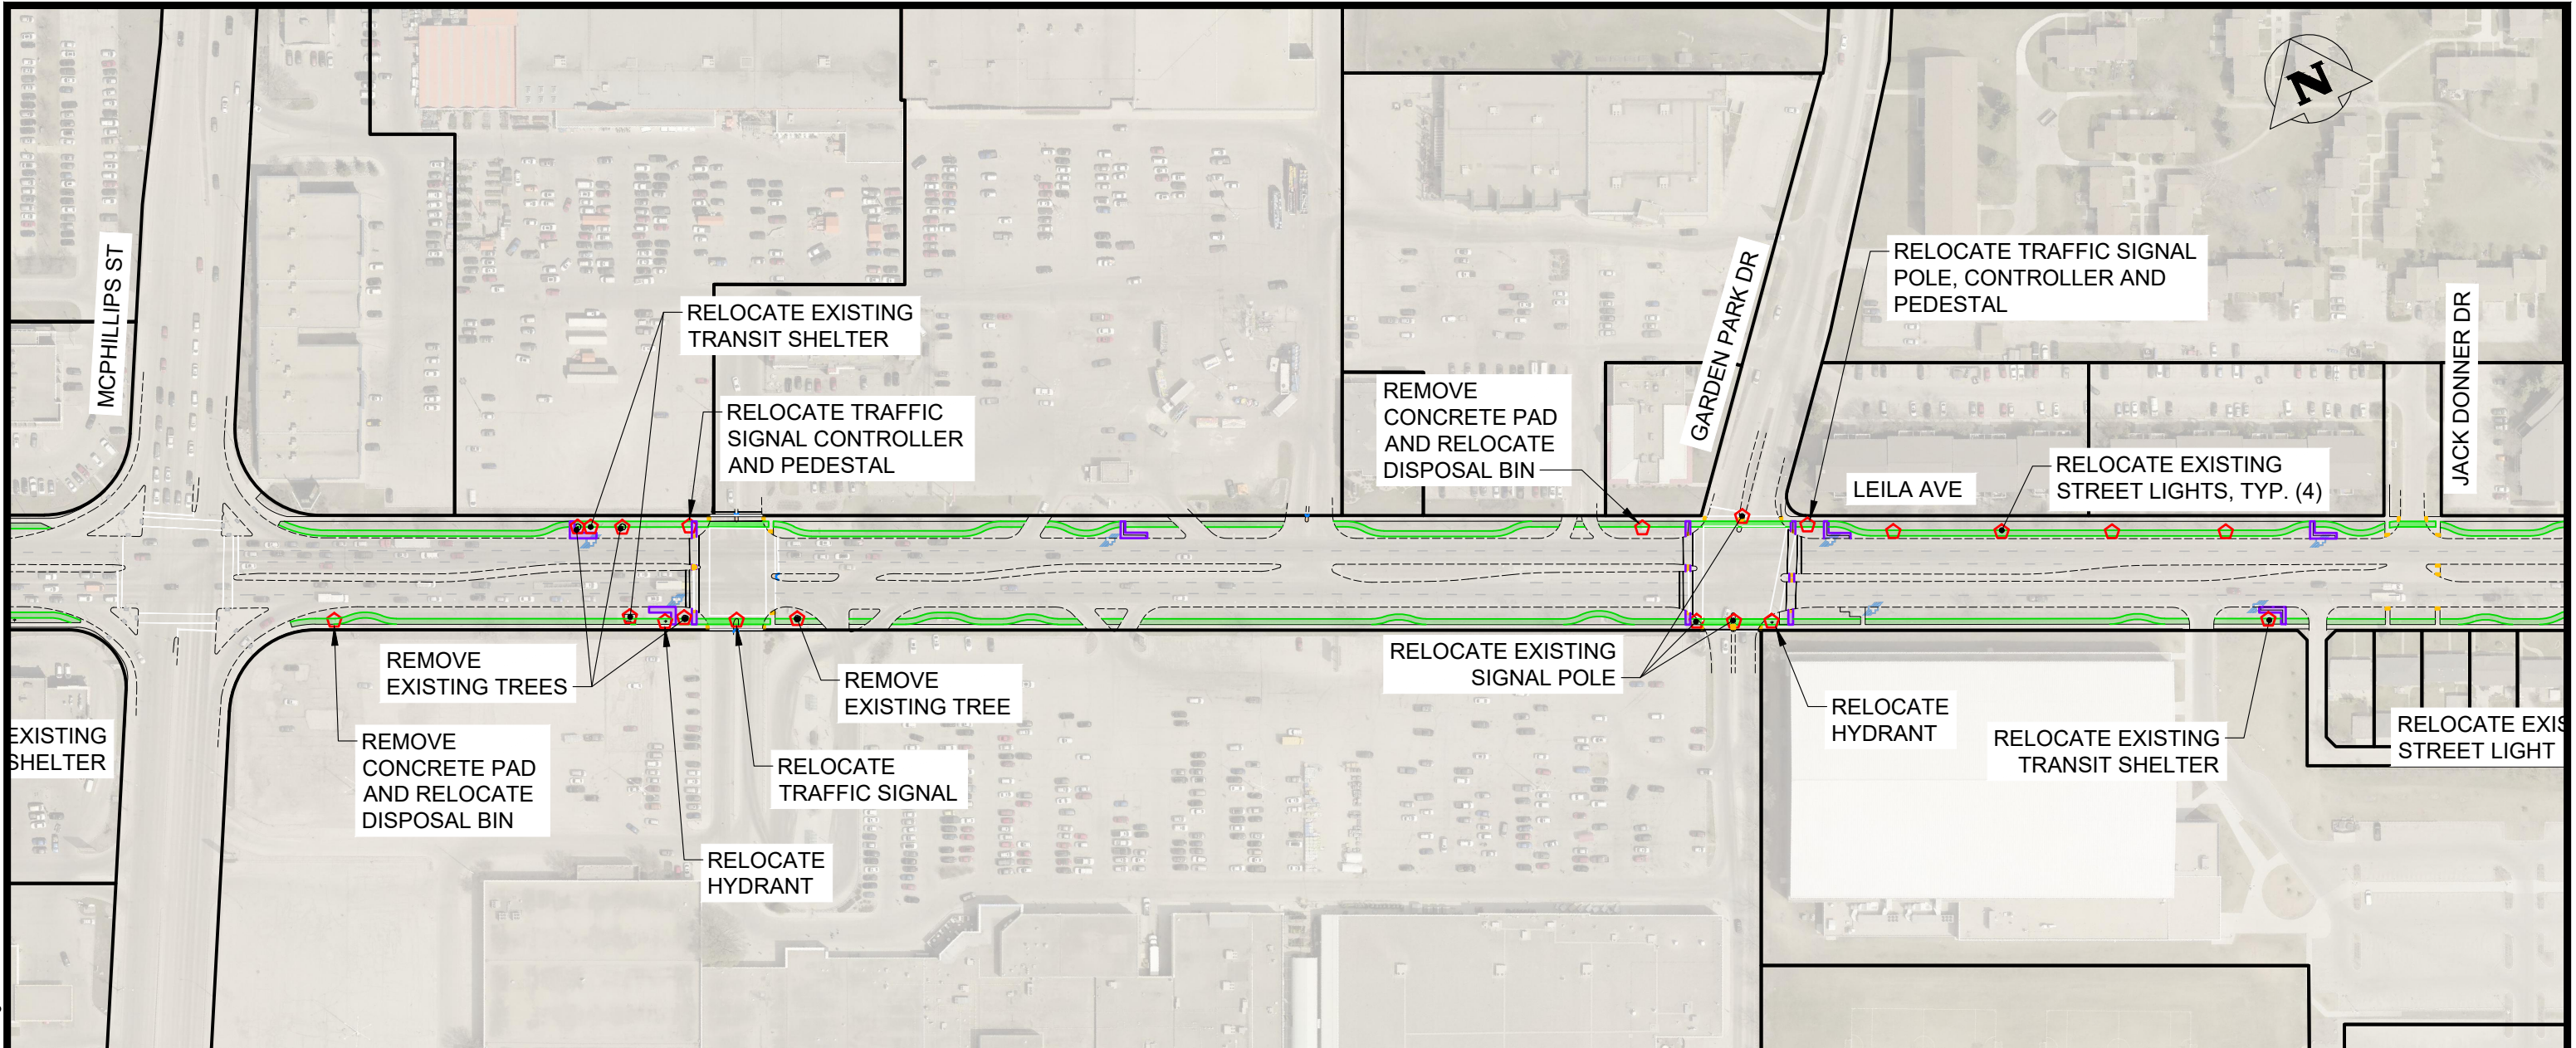 N
MCPHILLIPS ST
RELOCATE EXISTING
TRANSIT SHELTER
RELOCATE TRAFFIC
SIGNAL CONTROLLER
AND PEDESTAL
REMOVE
CONCRETE PAD
AND RELOCATE
DISPOSAL BIN
GARDEN PARK DR
RELOCATE TRAFFIC SIGNAL
POLE, CONTROLLER AND
PEDESTAL
LEILA AVE
RELOCATE EXISTING
STREET LIGHTS, TYP. (4)
JACK DONNER DR
EXISTING
SHELTER
REMOVE
EXISTING TREES
REMOVE
CONCRETE PAD
AND RELOCATE
DISPOSAL BIN
RELOCATE
HYDRANT
RELOCATE
TRAFFIC SIGNAL
REMOVE
EXISTING TREE
RELOCATE EXISTING
SIGNAL POLE
RELOCATE
HYDRANT
RELOCATE EXISTING
TRANSIT SHELTER
RELOCATE EXIS
STREET LIGHT